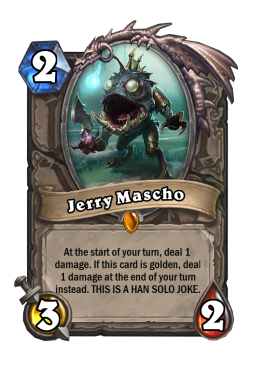 2
Jerry Mascho
At the start of your turn, deal 1
damage. If this card is golden, deal
1 damage at the end of your turn
instead. THIS IS A HAN SOLO JOKE.
3
2